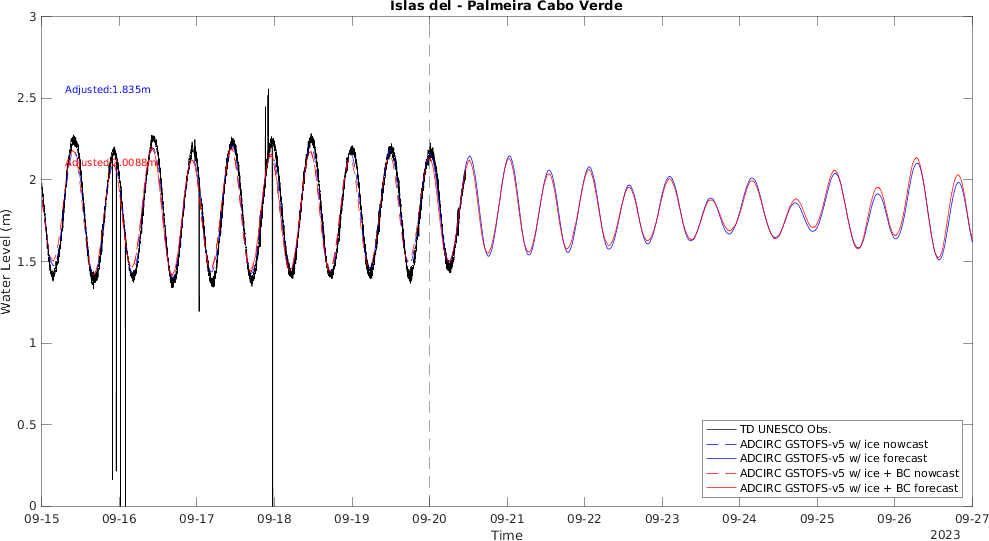 Islas del - Palmeira Cabo Verde
3
2.5
2
1.5
1
0.5
0
Water Level (m)
Adjusted:1.835m
Adjusted:2.0088m
TD UNESCO Obs.
ADCIRC GSTOFS-v5 w/ ice nowcast
ADCIRC GSTOFS-v5 w/ ice forecast
ADCIRC GSTOFS-v5 w/ ice + BC nowcast
ADCIRC GSTOFS-v5 w/ ice + BC forecast
09-15 09-16 09-17 09-18 09-19 09-20 09-21 09-22 09-23 09-24 09-25 09-26 09-27
Time
2023